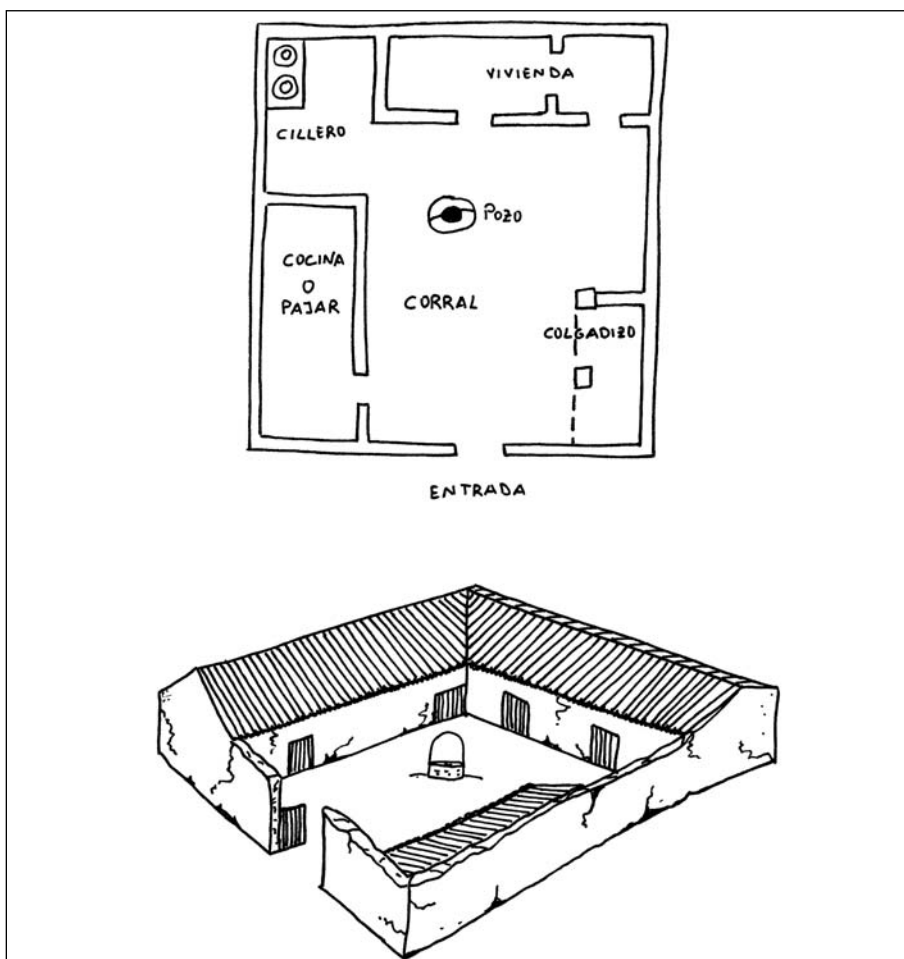 VIVIENDA
CILLERO
POZO
COCINA
O
PAJAR
CORRAL
COLGADIZO
ENTRADA